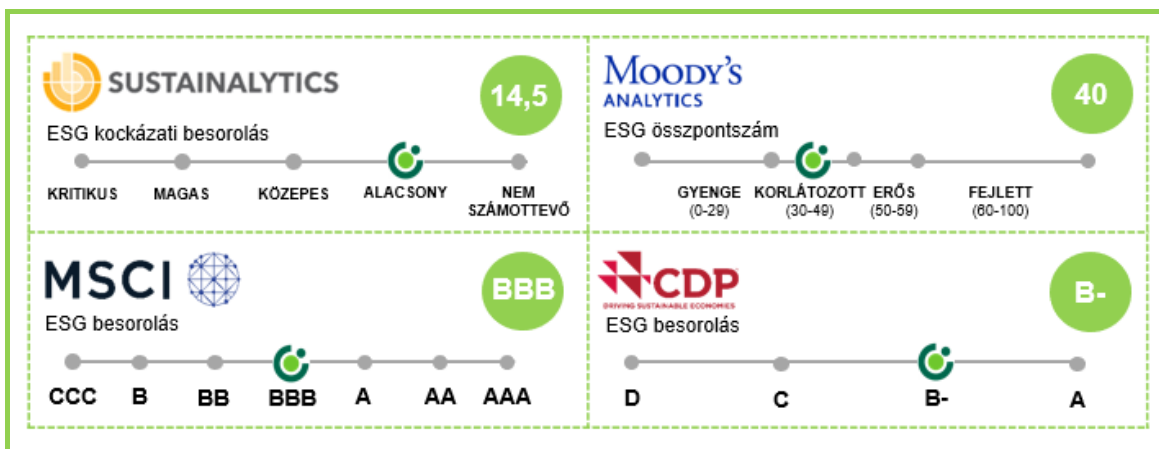 SUSTAINALYTICS
14,5
ESG kockázati besorolás
KRITIKUS MAGAS KÖZEPES ALACSONY NEM SZÁMOTTEVŐ
MOODY'S
ANALYTICS
40
ESG összpontszám
GYENGE KORLÁTOZOTT ERŐS FEJLETT
(0-29) (30-49) (50-59) (60-100)
MSCI
BBB
ESG besorolás
CCC B BB BBB A AA AAA
CDP
DRIVING SUSTAINABLE ECONOMIES
B-
ESG besorolás
D C B- A